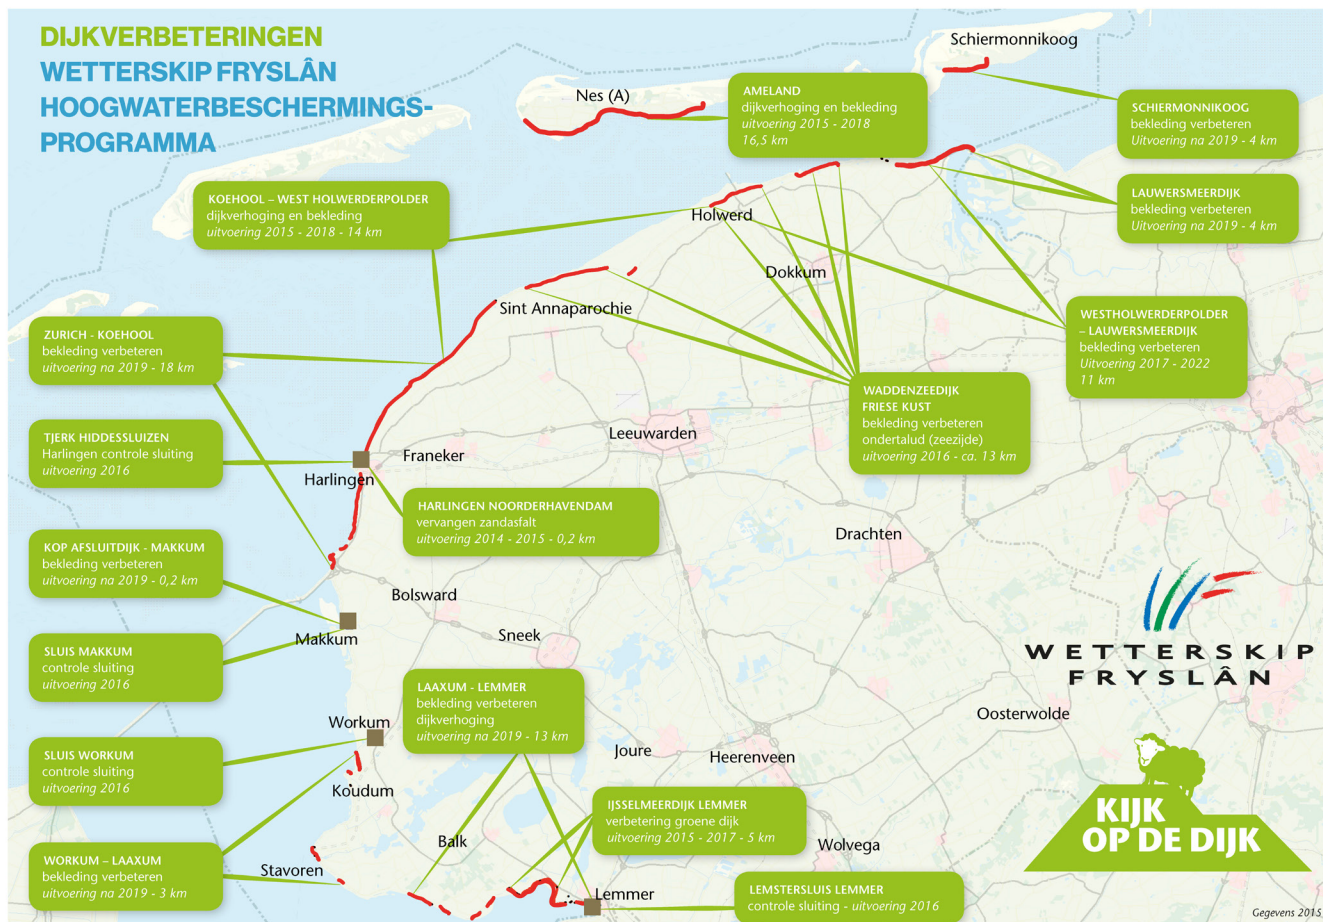 DIJKVERBETERINGEN
WETTERSKIP FRYSLÂN
HOOGWATERBESCHERMINGS-
PROGRAMMA
Schiermonnikoog
Nes (A)
AMELAND
dijkverhoging en bekleding
uitvoering 2015 - 2018
16,5 km
SCHIERMONNIKOOG
bekleding verbeteren
Uitvoering na 2019 - 4 km
KOEHOOL – WEST HOLWERDERPOLDER
dijkverhoging en bekleding
uitvoering 2015 - 2018 - 14 km
LAUWERSMEERDIJK
bekleding verbeteren
Uitvoering na 2019 - 4 km
Holwerd
Dokkum
Sint Annaparochie
WESTHOLWERDERPOLDER
– LAUWERSMEERDIJK
bekleding verbeteren
Uitvoering 2017 - 2022
11 km
ZURICH - KOEHOOL
bekleding verbeteren
uitvoering na 2019 - 18 km
WADDENZEEDIJK
FRIESE KUST
bekleding verbeteren
ondertalud (zeezijde)
uitvoering 2016 - ca. 13 km
TJERK HIDDESSLUIZEN
Harlingen controle sluiting
uitvoering 2016
Leeuwarden
Franeker
Harlingen
HARLINGEN NOORDERHAVENDAM
vervangen zandasfalt
uitvoering 2014 - 2015 - 0,2 km
KOP AFSLUITDIJK - MAKKUM
bekleding verbeteren
uitvoering na 2019 - 0,2 km
Drachten
Bolsward
Makkum
Sneek
SLUIS MAKKUM
controle sluiting
uitvoering 2016
WETTERSKIP
FRYSLÂN
LAAXUM - LEMMER
bekleding verbeteren
dijkverhoging
uitvoering na 2019 - 13 km
Oosterwolde
Workum
SLUIS WORKUM
controle sluiting
uitvoering 2016
Joure
Heerenveen
Koudum
IJSSELMEERDIJK LEMMER
verbetering groene dijk
uitvoering 2015 - 2017 - 5 km
KIJK
OP DE DIJK
Balk
Wolvega
WORKUM – LAAXUM
bekleding verbeteren
uitvoering na 2019 - 3 km
Stavoren
Lemmer
LEMSTERSLUIS LEMMER
controle sluiting - uitvoering 2016
Gegevens 2015